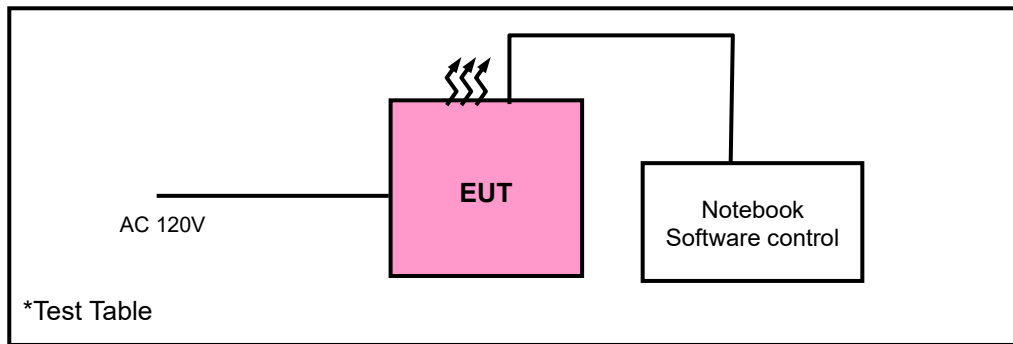 EUT
AC 120V
Notebook
Software control
*Test Table